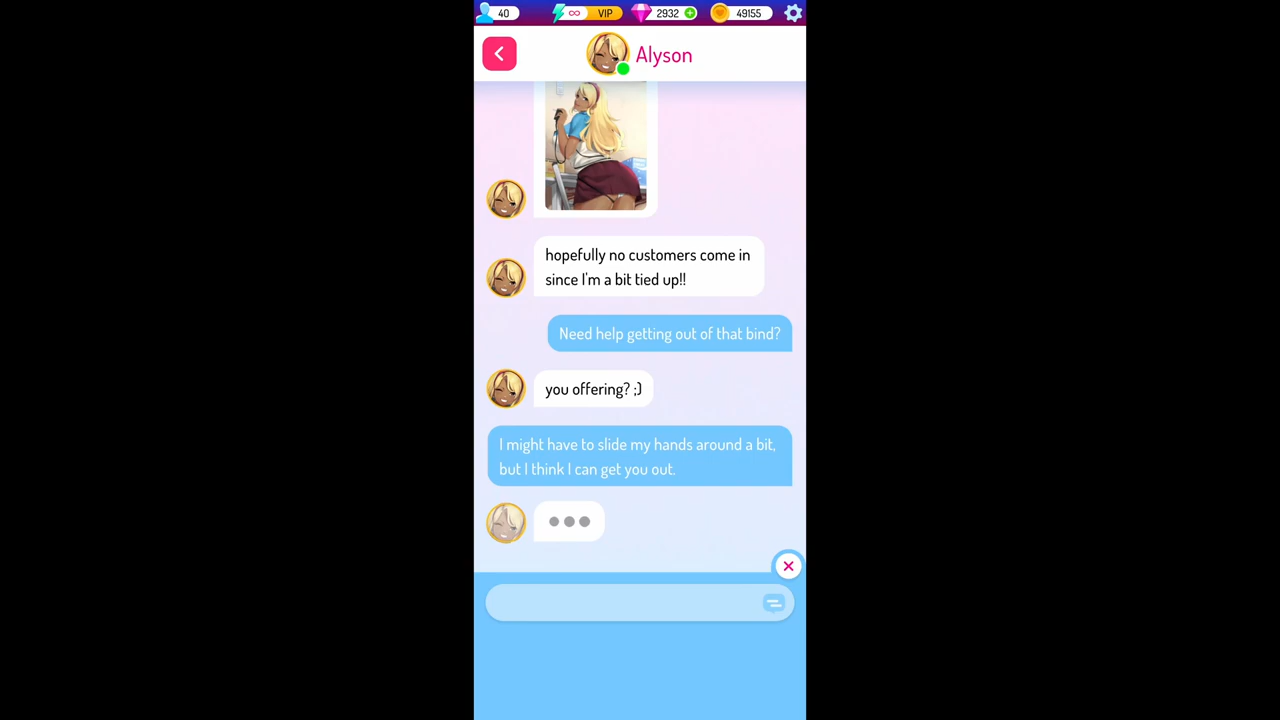 40
∞
VIP
2932
49155
Alyson
hopefully no customers come in
since I'm a bit tied up!!
Need help getting out of that bind?
you offering? ;)
I might have to slide my hands around a bit,
but I think I can get you out.